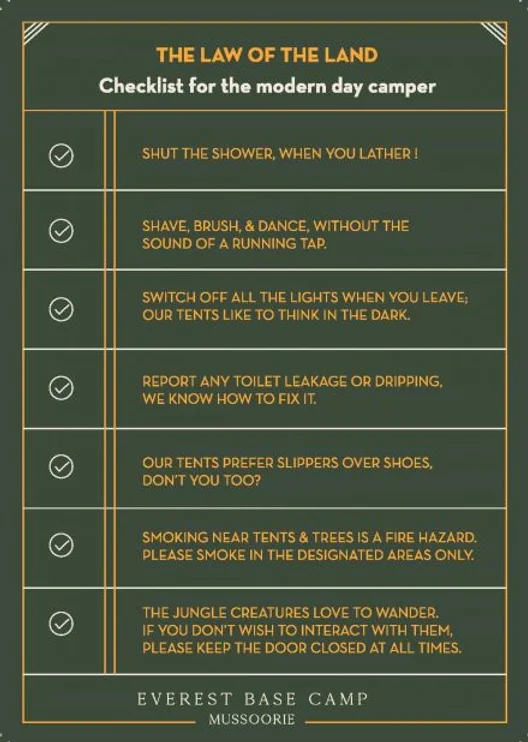 THE LAW OF THE LAND
Checklist for the modern day camper
SHUT THE SHOWER, WHEN YOU LATHER !
SHAVE, BRUSH, & DANCE, WITHOUT THE
SOUND OF A RUNNING TAP.
SWITCH OFF ALL THE LIGHTS WHEN YOU LEAVE;
OUR TENTS LIKE TO THINK IN THE DARK.
REPORT ANY TOILET LEAKAGE OR DRIPPING,
WE KNOW HOW TO FIX IT.
OUR TENTS PREFER SLIPPERS OVER SHOES,
DON'T YOU TOO?
SMOKING NEAR TENTS & TREES IS A FIRE HAZARD.
PLEASE SMOKE IN THE DESIGNATED AREAS ONLY.
THE JUNGLE CREATURES LOVE TO WANDER.
IF YOU DON'T WISH TO INTERACT WITH THEM,
PLEASE KEEP THE DOOR CLOSED AT ALL TIMES.
EVEREST BASE CAMP
MUSSOORIE